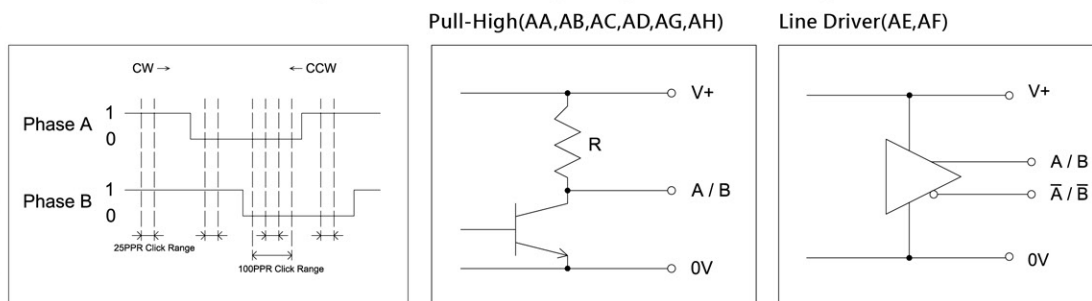 Pull-High(AA,AB,AC,AD,AG,AH)
Line Driver(AE,AF)
CW →
← CCW
Phase A
1
0
Phase B
1
0
25PPR Click Range
100PPR Click Range
V+
R
A / B
0V
V+
A / B
A̅ / B̅
0V